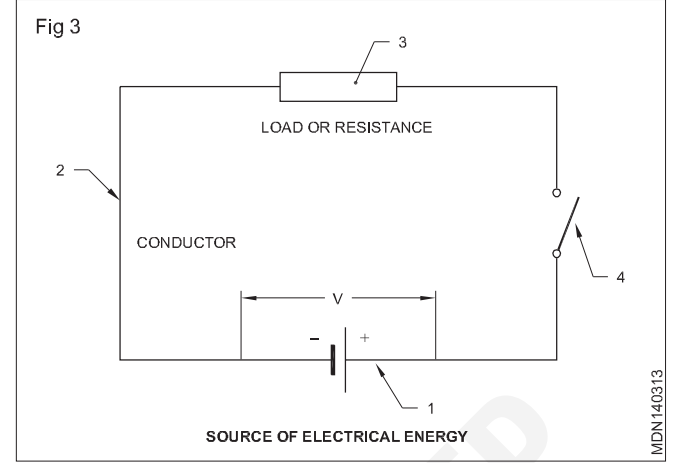 Fig 3
3
LOAD OR RESISTANCE
2
CONDUCTOR
4
V
- +
1
SOURCE OF ELECTRICAL ENERGY
MDN140313